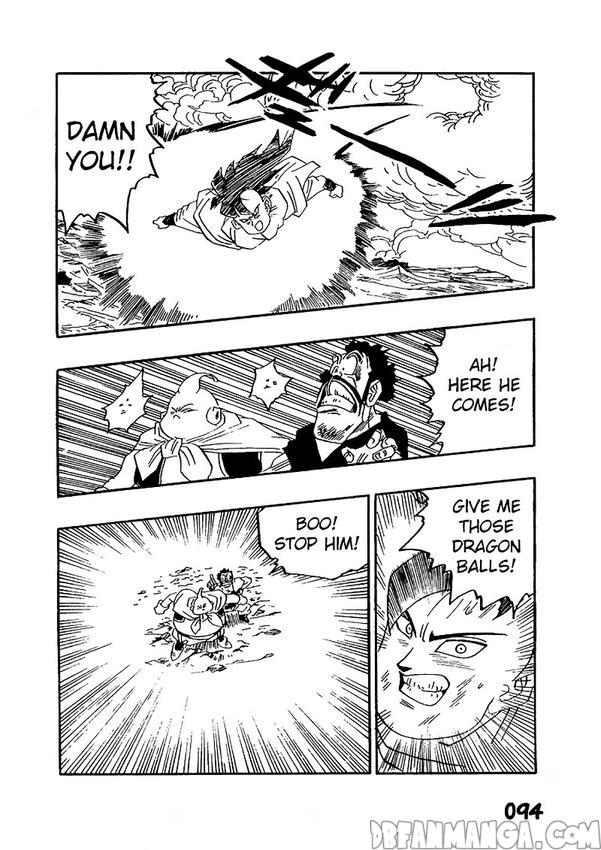 DAMN
YOU!!
AH!
HERE HE
COMES!
BOO!
STOP HIM!
GIVE ME
THOSE
DRAGON
BALLS!
094
DBFANMANGA.COM